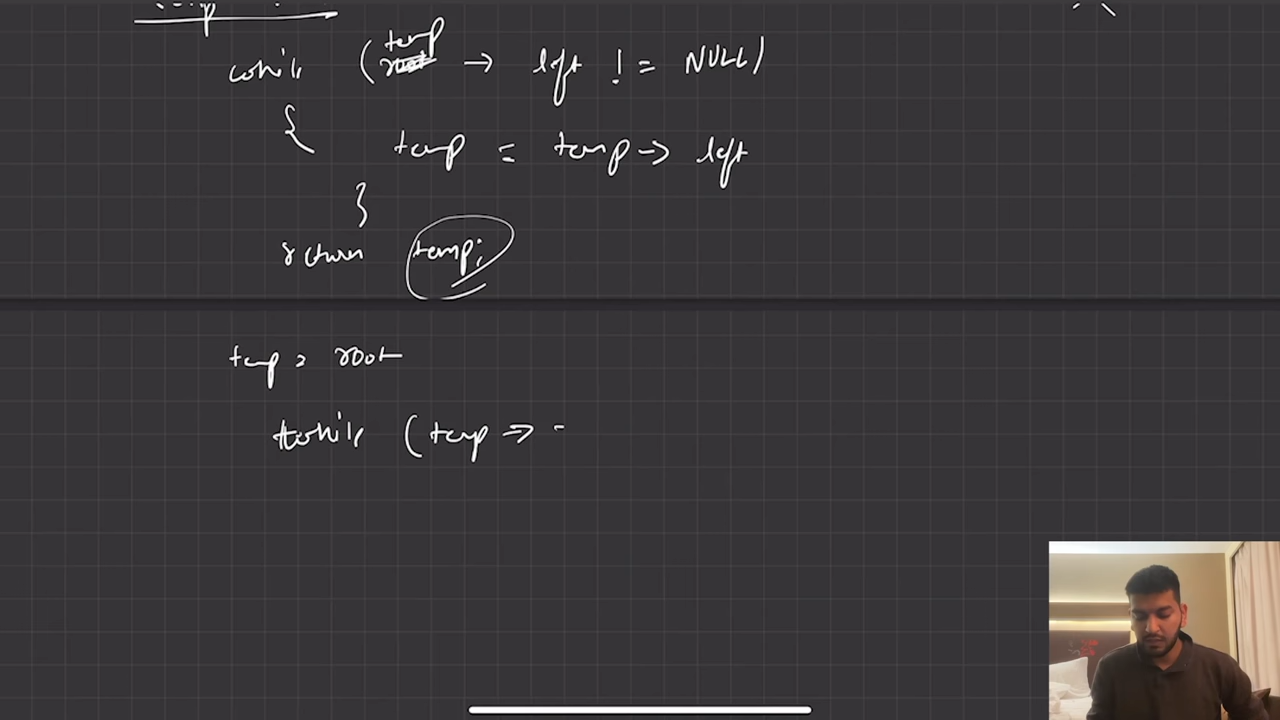 while (temp → left != NULL)
{ temp = temp → left
}
return temp;
temp = root
while (temp →